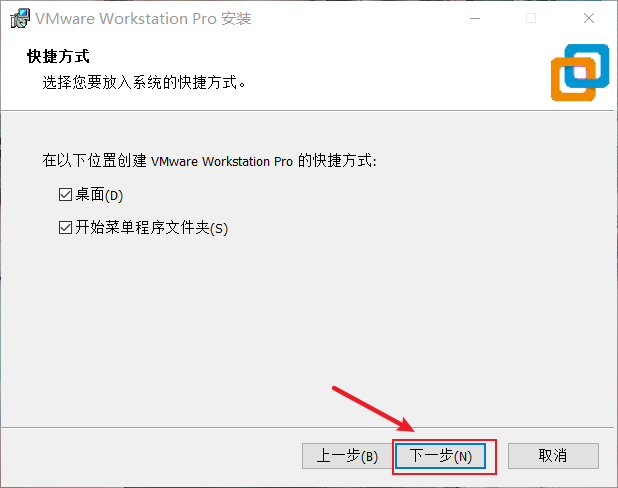 VMware Workstation Pro 安装
快捷方式
选择您要放入系统的快捷方式。
在以下位置创建 VMware Workstation Pro 的快捷方式:
桌面(D)
开始菜单程序文件夹(S)
上一步(B) 下一步(N) 取消